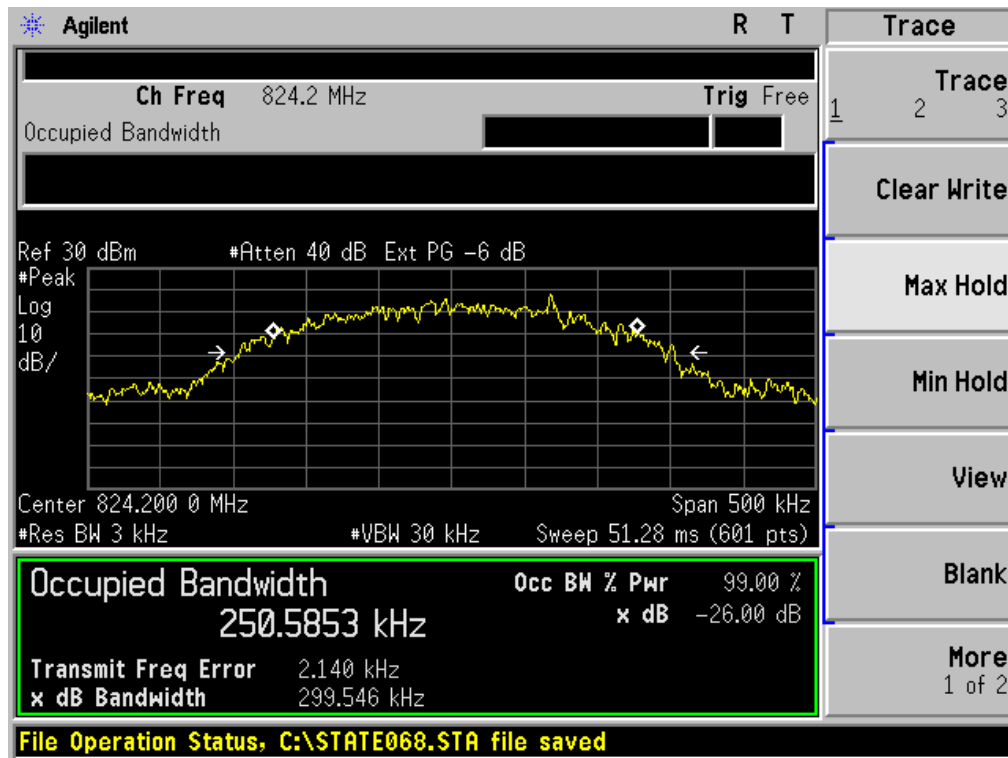 Agilent R T Trace
Ch Freq 824.2 MHz Trig Free
Occupied Bandwidth
Ref 30 dBm #Atten 40 dB Ext PG -6 dB
#Peak
Log
10
dB/
Center 824.200 0 MHz Span 500 kHz
#Res BW 3 kHz #VBW 30 kHz Sweep 51.28 ms (601 pts)
Occupied Bandwidth Occ BW % Pwr 99.00 %
250.5853 kHz x dB -26.00 dB
Transmit Freq Error 2.140 kHz
x dB Bandwidth 299.546 kHz
File Operation Status, C:\STATE068.STA file saved
Trace
1 2 3
Clear Write
Max Hold
Min Hold
View
Blank
More
1 of 2